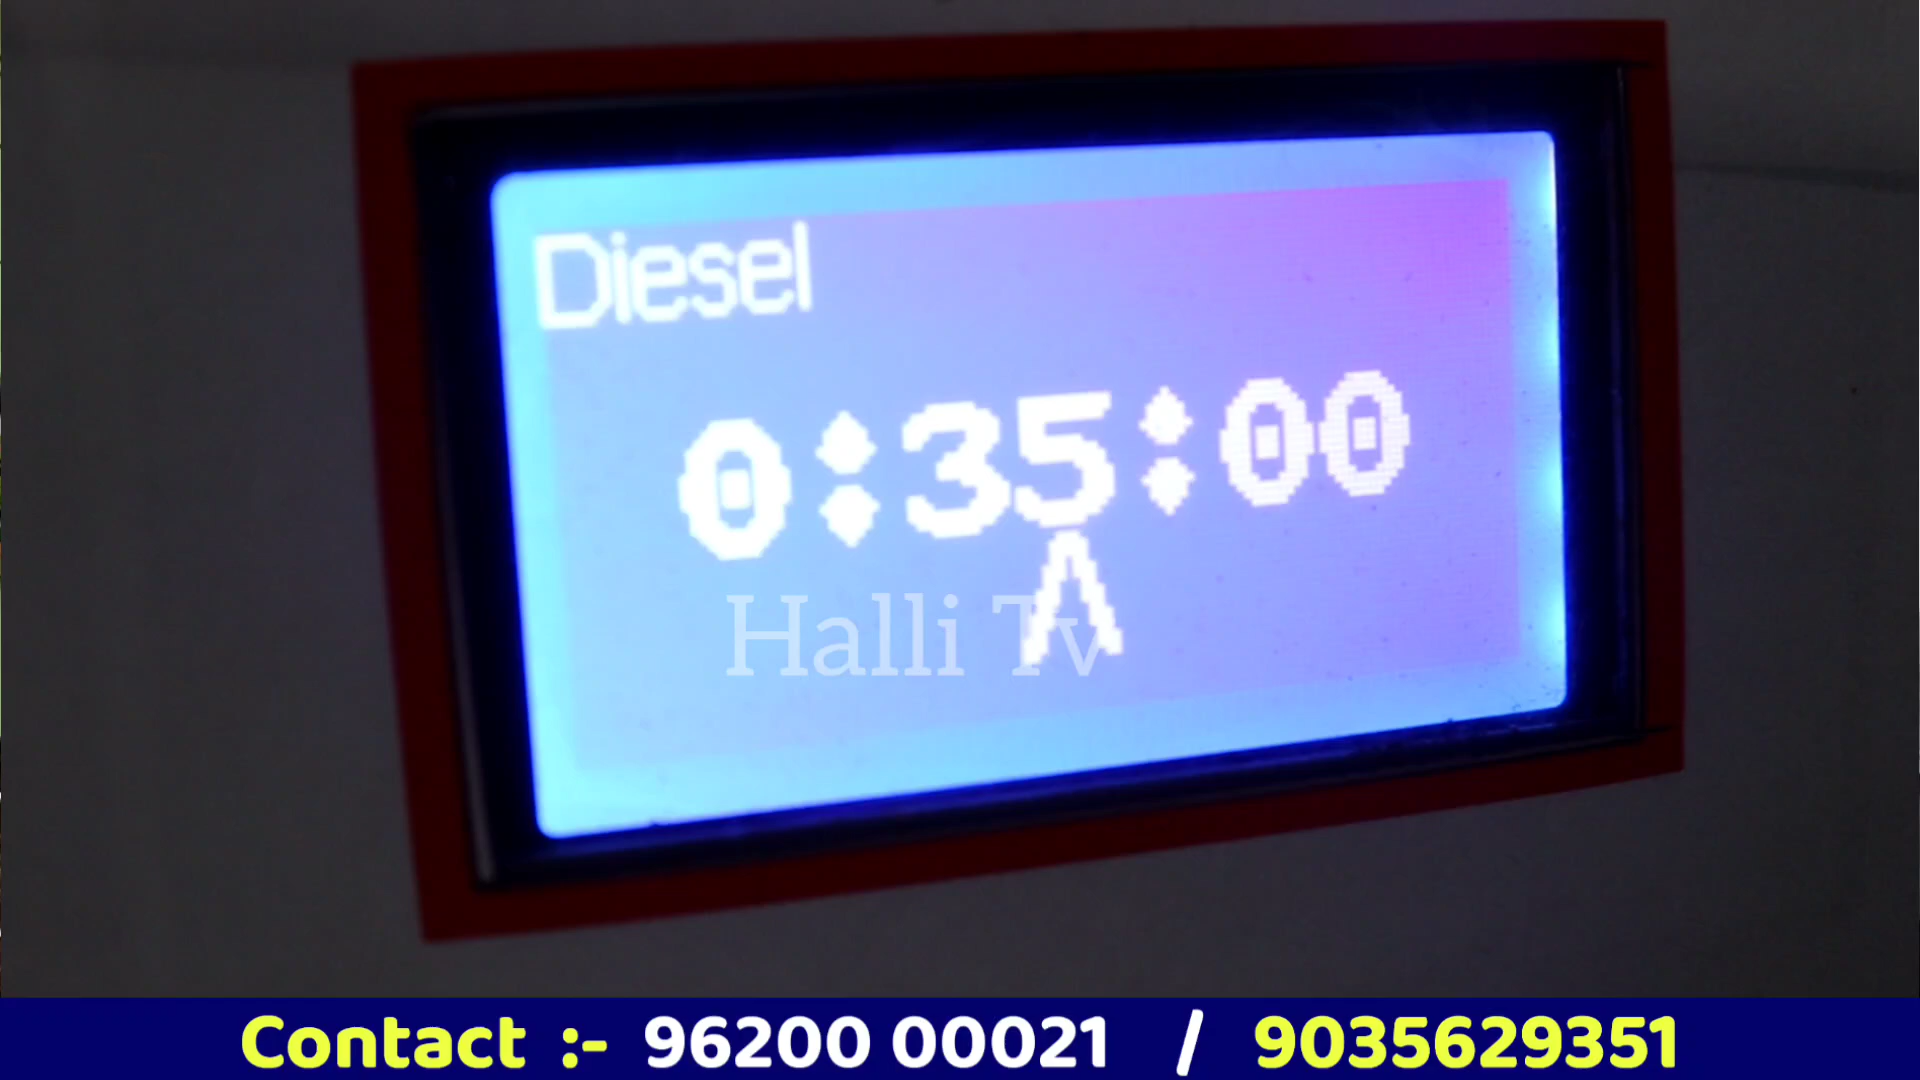 Diesel
0:35:00
Λ
Halli Tv
Contact :- 96200 00021 / 9035629351